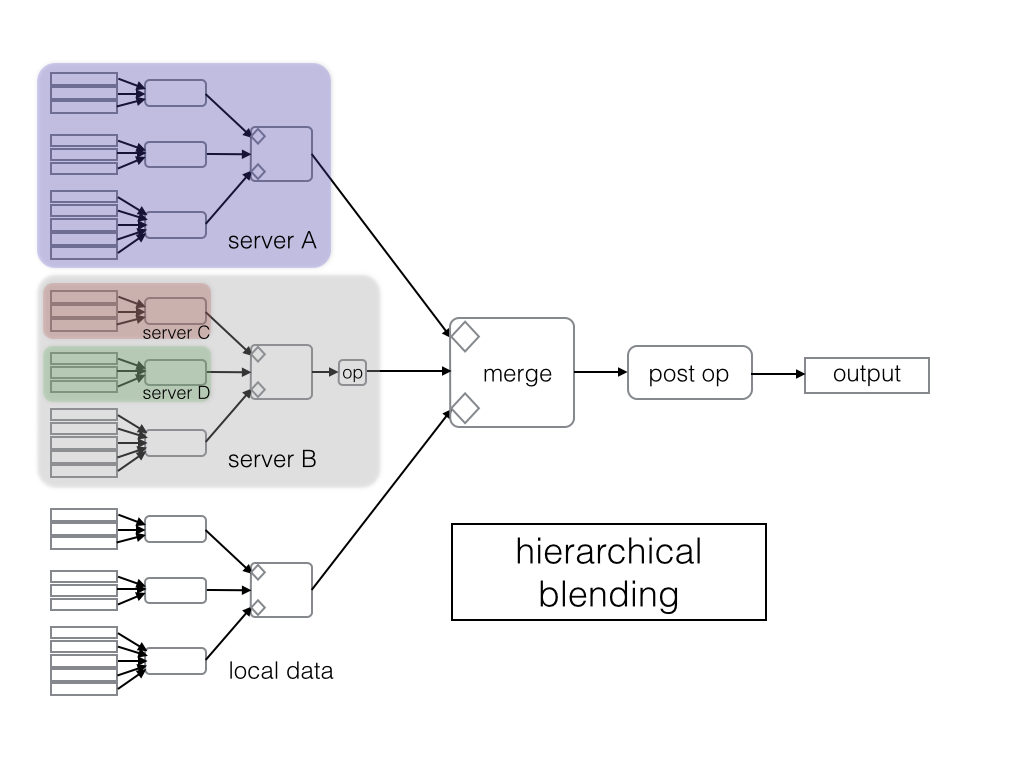 server A
server C
server D
op
server B
merge
post op
output
hierarchical
blending
local data